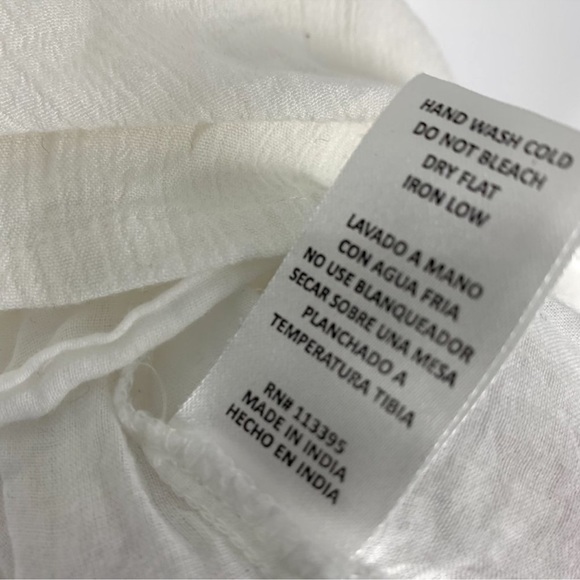 HAND WASH COLD
DO NOT BLEACH
DRY FLAT
IRON LOW
LAVADO A MANO
CON AGUA FRIA
NO USE BLANQUEADOR
SECAR SOBRE UNA MESA
PLANCHADO A
TEMPERATURA TIBIA
RN# 113395
MADE IN INDIA
HECHO EN INDIA